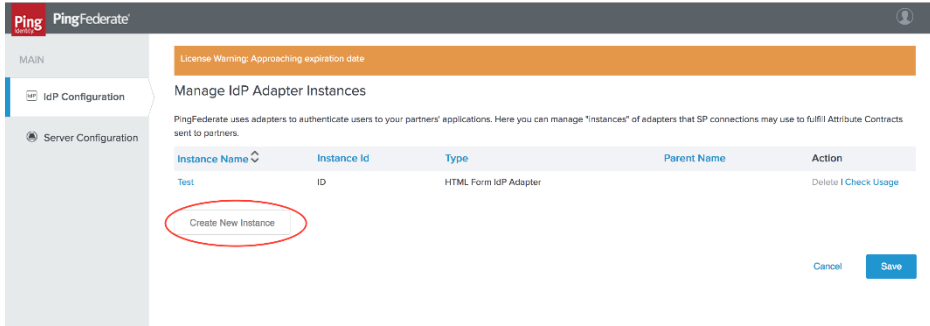 Ping
Identity.
PingFederate®
MAIN
IdP
IdP Configuration
Server Configuration
License Warning: Approaching expiration date
Manage IdP Adapter Instances
PingFederate uses adapters to authenticate users to your partners' applications. Here you can manage "instances" of adapters that SP connections may use to fulfill Attribute Contracts
sent to partners.
Instance Name Instance Id Type Parent Name Action
Test ID HTML Form IdP Adapter Delete | Check Usage
Create New Instance
Cancel Save